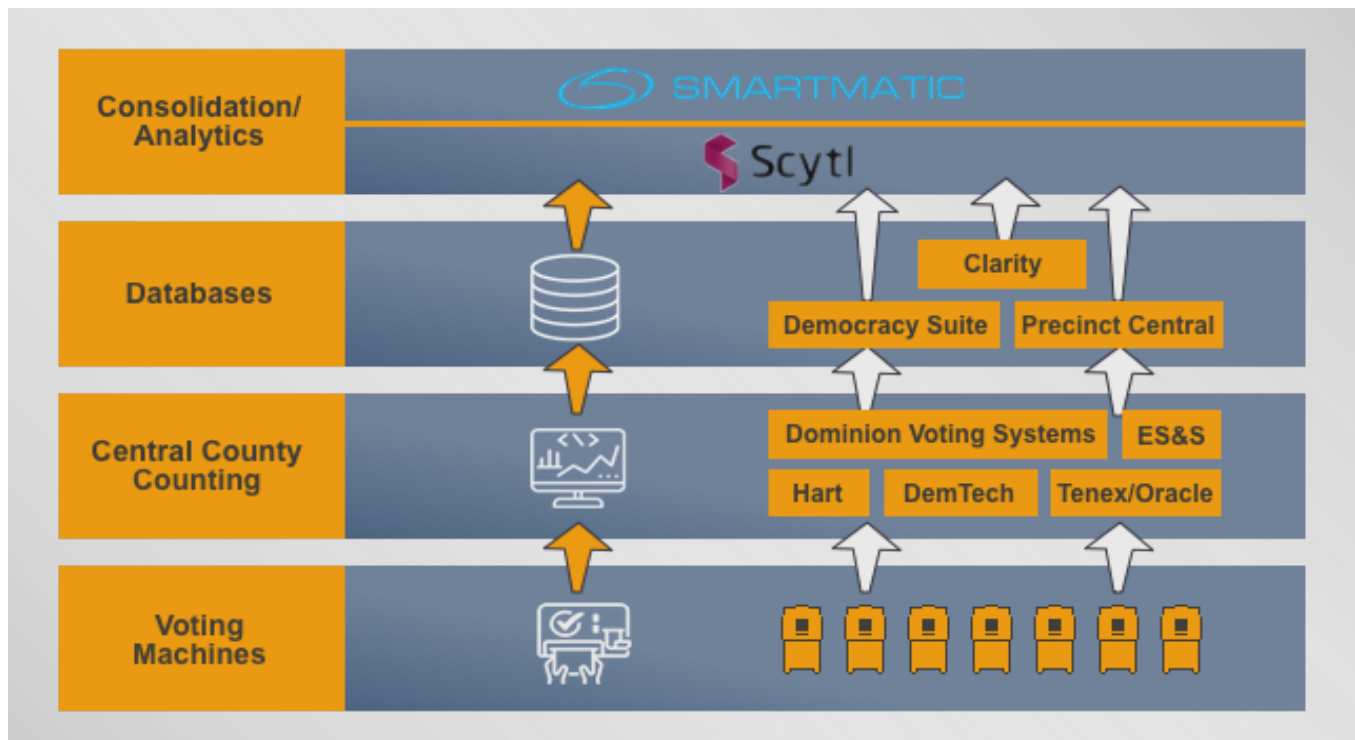 Consolidation/
Analytics
SMARTMATIC
Scytl
Databases
Clarity
Democracy Suite
Precinct Central
Central County
Counting
Dominion Voting Systems
ES&S
Hart
DemTech
Tenex/Oracle
Voting
Machines